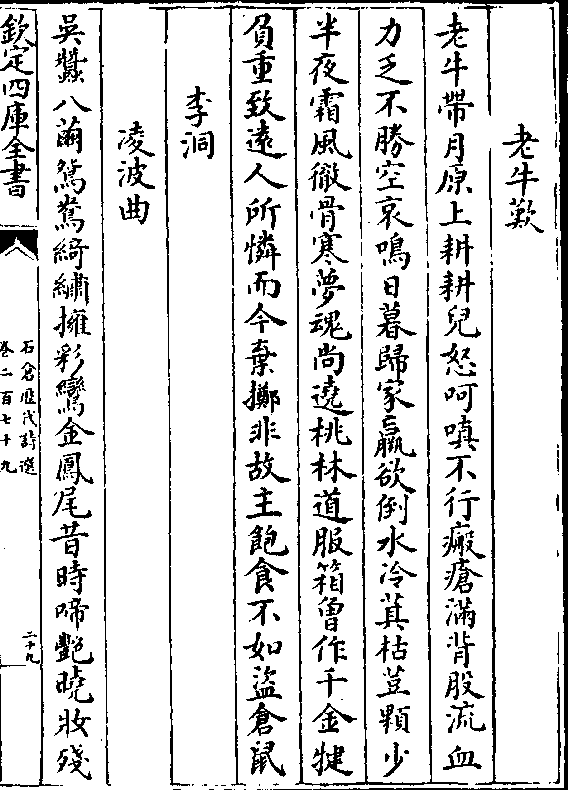 老牛歎
老牛帶月原上耕耕兒怒呵嗔不行瘢瘡滿背股流血
力乏不勝空哀鳴日暮歸家羸欲倒水冷萁枯荳顆少
半夜霜風徹骨寒夢魂尚遶桃林道服箱曾作千金犍
負重致遠人所憐而今棄擲非故主飽食不如盜倉鼠
李洞
凌波曲
吳蠶八繭鴛鴦綺繡擁彩鸞金鳳尾昔時啼艷曉妝殘
欽定四庫全書
石倉歷代詩選
卷二百七十九
二十九